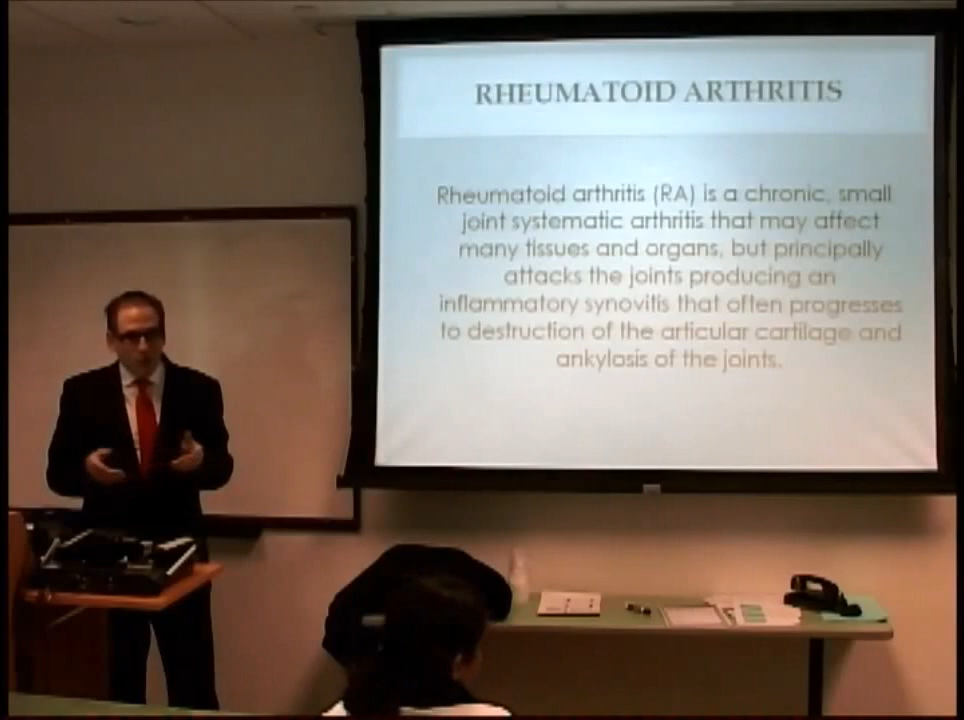 RHEUMATOID ARTHRITIS
Rheumatoid arthritis (RA) is a chronic, small
joint systematic arthritis that may affect
many tissues and organs, but principally
attacks the joints producing an
inflammatory synovitis that often progresses
to destruction of the articular cartilage and
ankylosis of the joints.